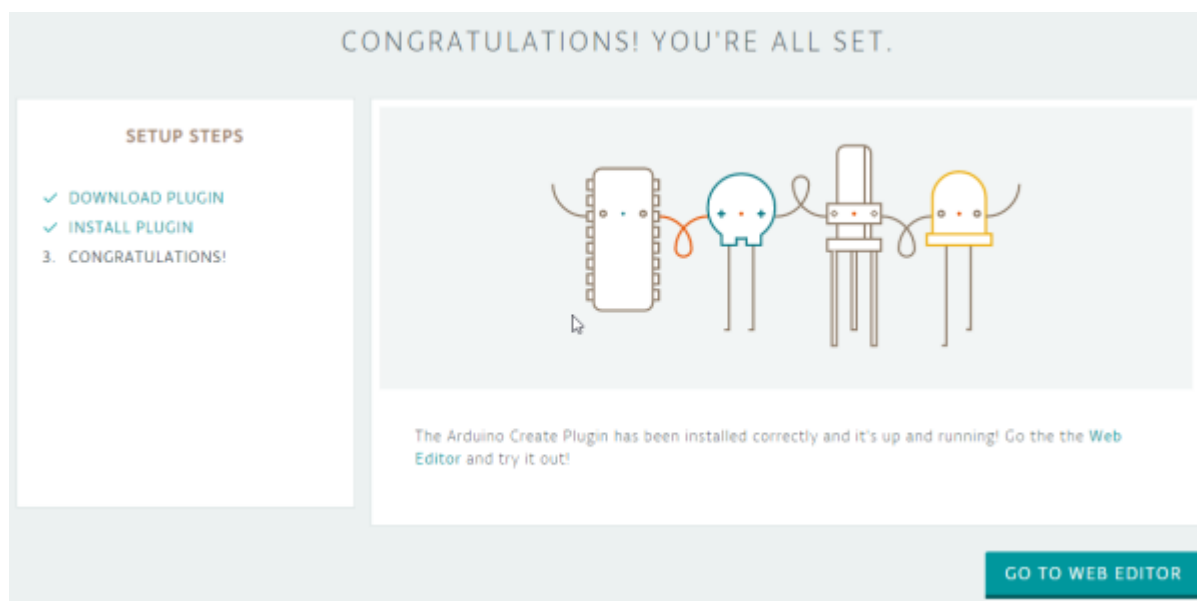 CONGRATULATIONS! YOU'RE ALL SET.
SETUP STEPS
✓ DOWNLOAD PLUGIN
✓ INSTALL PLUGIN
3. CONGRATULATIONS!
The Arduino Create Plugin has been installed correctly and it's up and running! Go the the Web
Editor and try it out!
GO TO WEB EDITOR